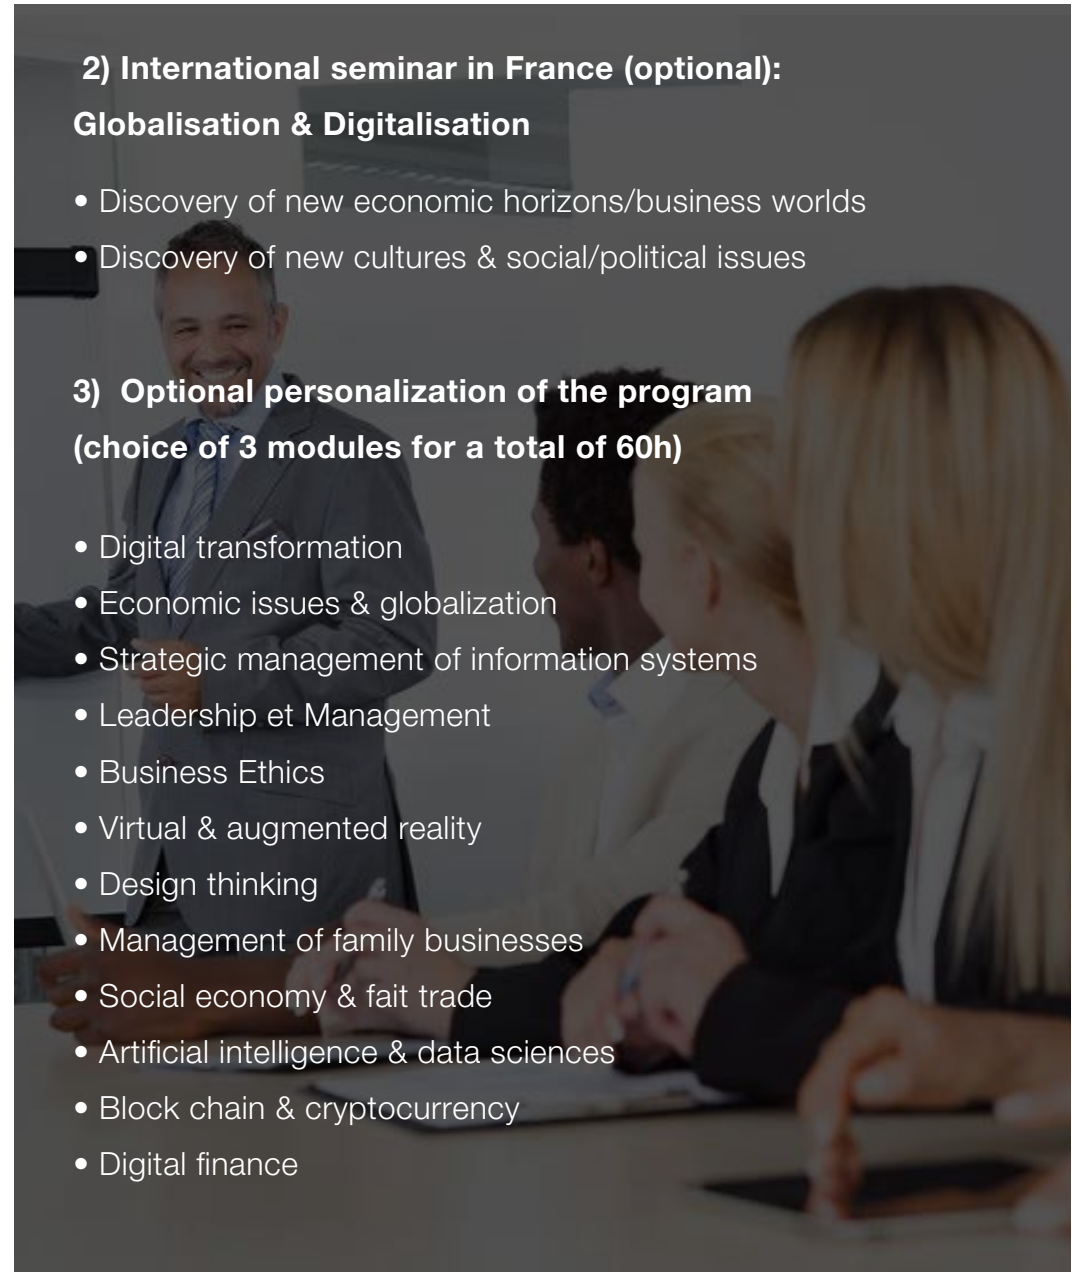 2) International seminar in France (optional):
Globalisation & Digitalisation
• Discovery of new economic horizons/business worlds
• Discovery of new cultures & social/political issues
3) Optional personalization of the program
(choice of 3 modules for a total of 60h)
• Digital transformation
• Economic issues & globalization
• Strategic management of information systems
• Leadership et Management
• Business Ethics
• Virtual & augmented reality
• Design thinking
• Management of family businesses
• Social economy & fait trade
• Artificial intelligence & data sciences
• Block chain & cryptocurrency
• Digital finance